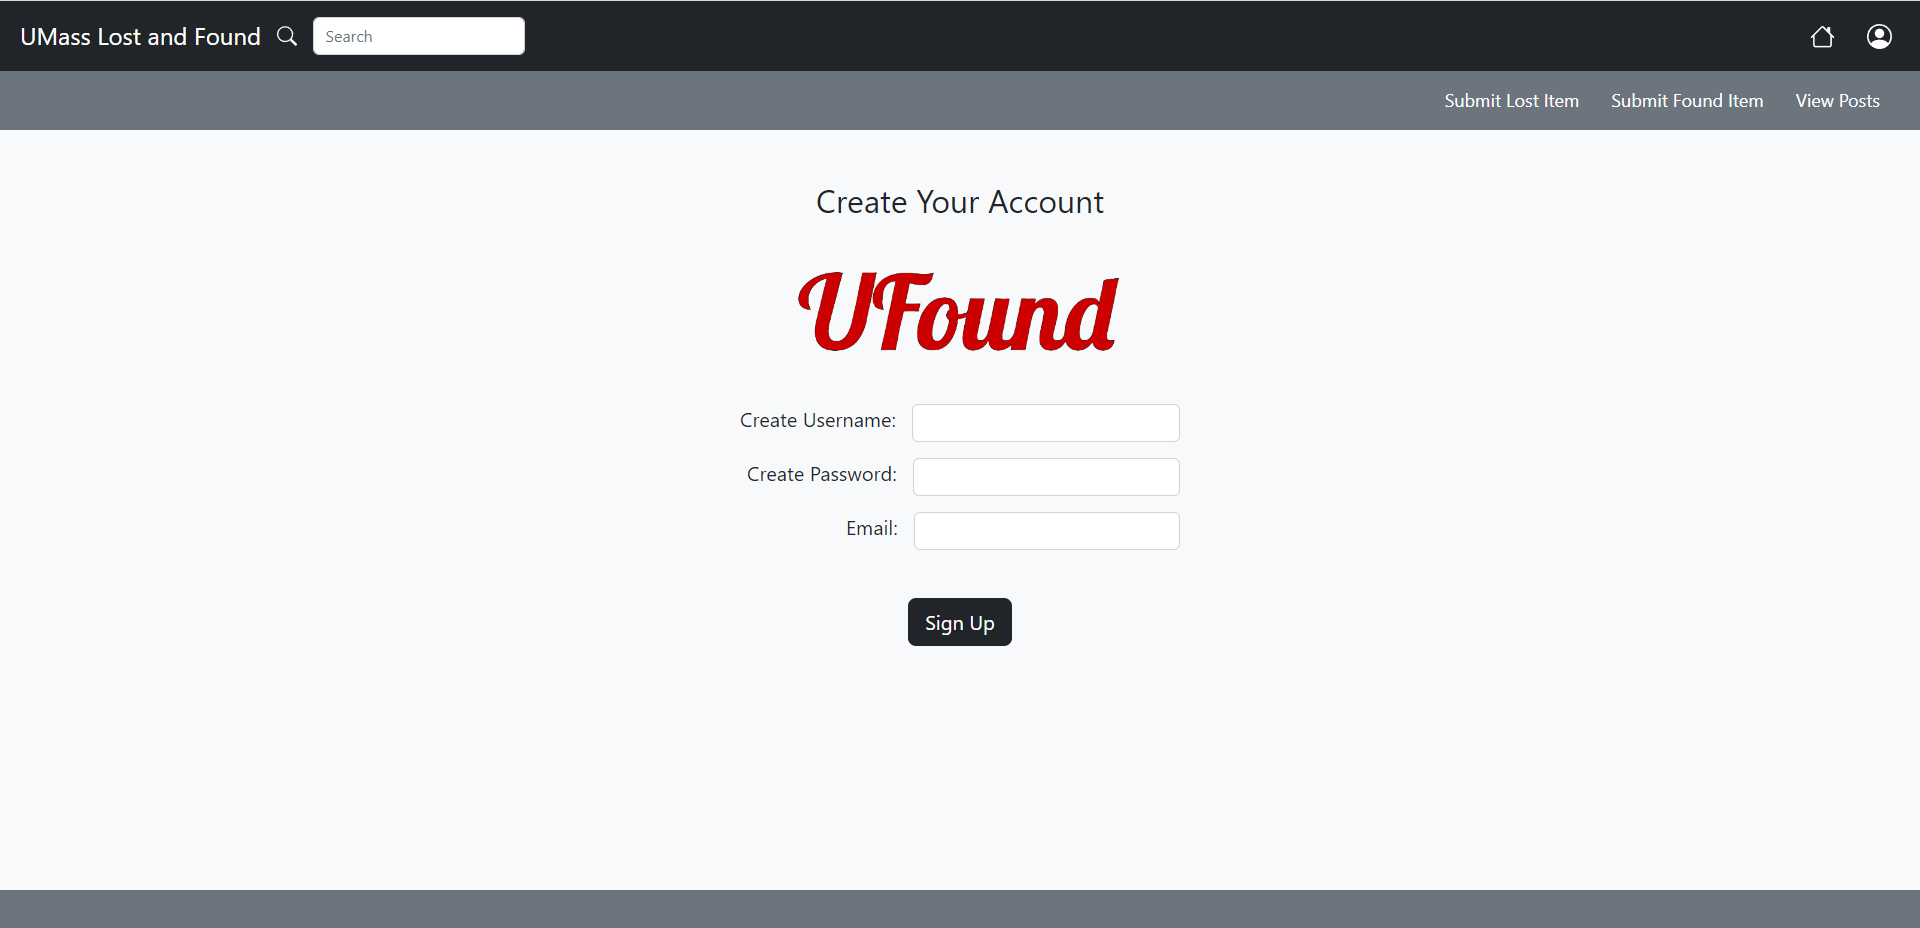 UMass Lost and Found Search
Submit Lost Item Submit Found Item View Posts
Create Your Account
UFound
Create Username:
Create Password:
Email:
Sign Up